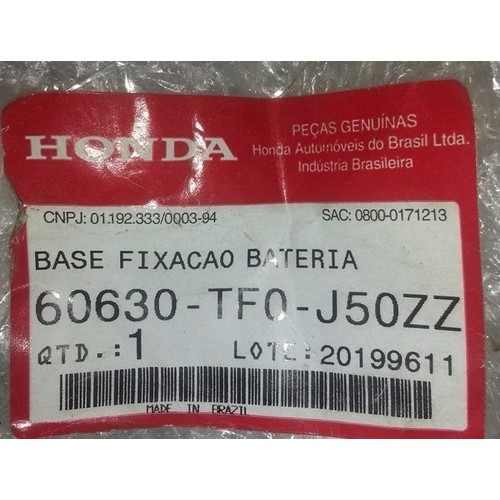 HONDA
PEÇAS GENUÍNAS
Honda Automóveis do Brasil Ltda.
Indústria Brasileira
CNPJ: 01.192.333/0003-94 SAC: 0800-0171213
BASE FIXACAO BATERIA
60630-TF0-J50ZZ
QTD.:1 LOTE:20199611
MADE IN BRAZIL